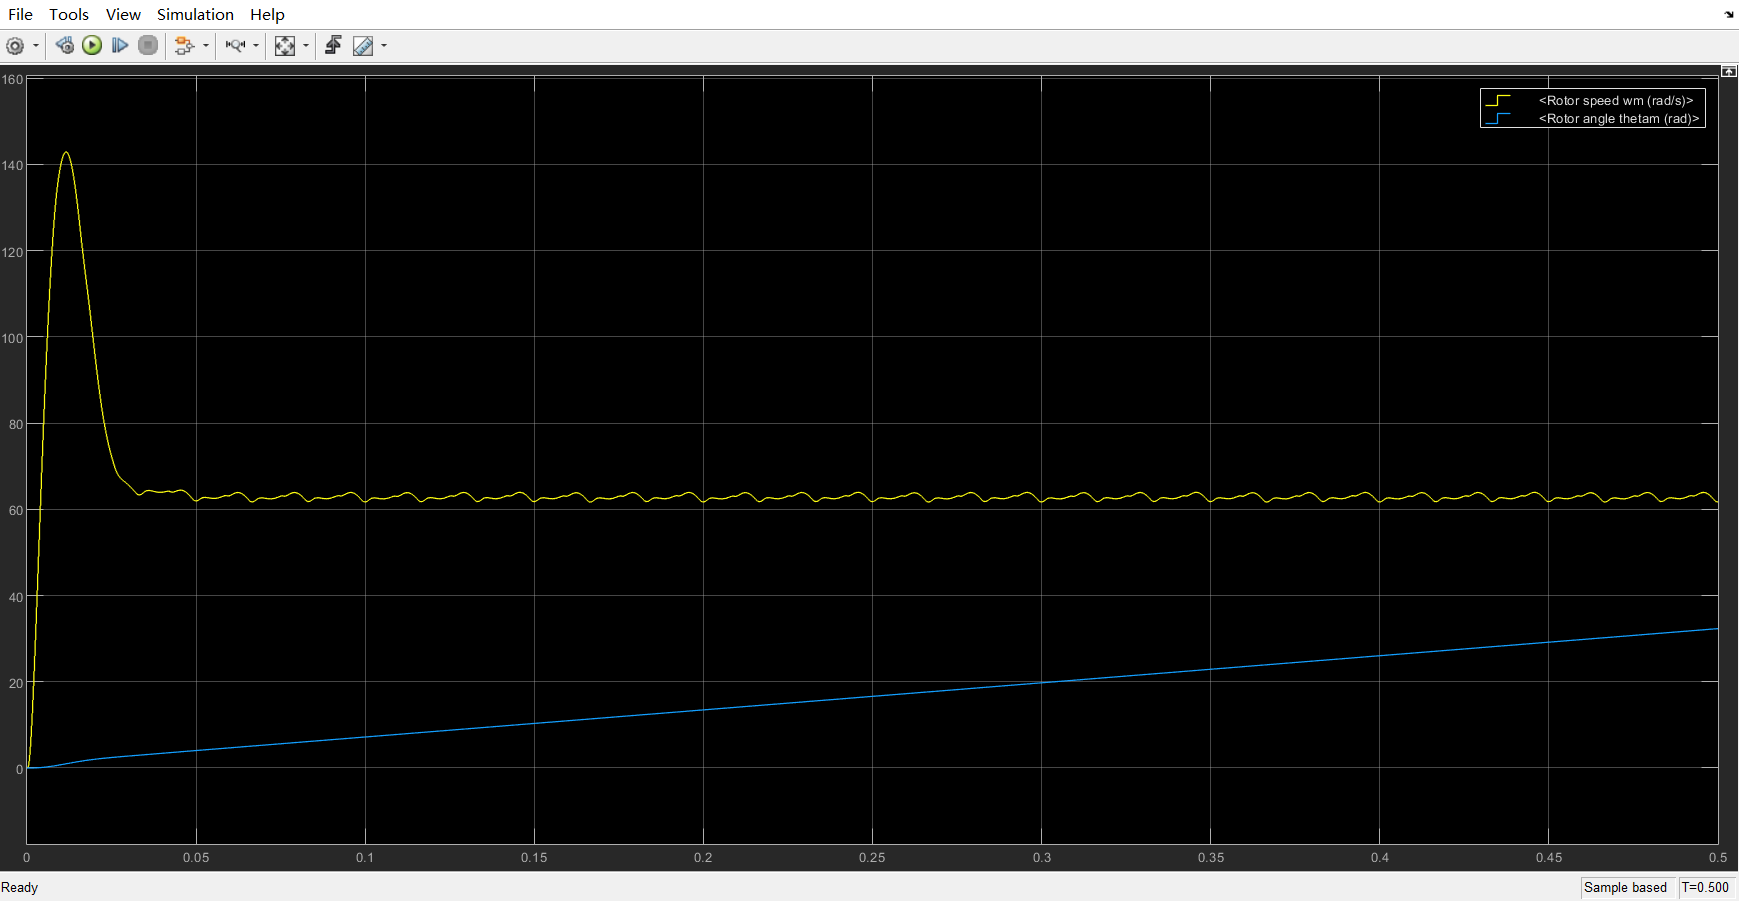 File Tools View Simulation Help
160
<Rotor speed wm (rad/s)>
<Rotor angle thetam (rad)>
140
120
100
80
60
40
20
0
0 0.05 0.1 0.15 0.2 0.25 0.3 0.35 0.4 0.45 0.5
Ready Sample based T=0.500